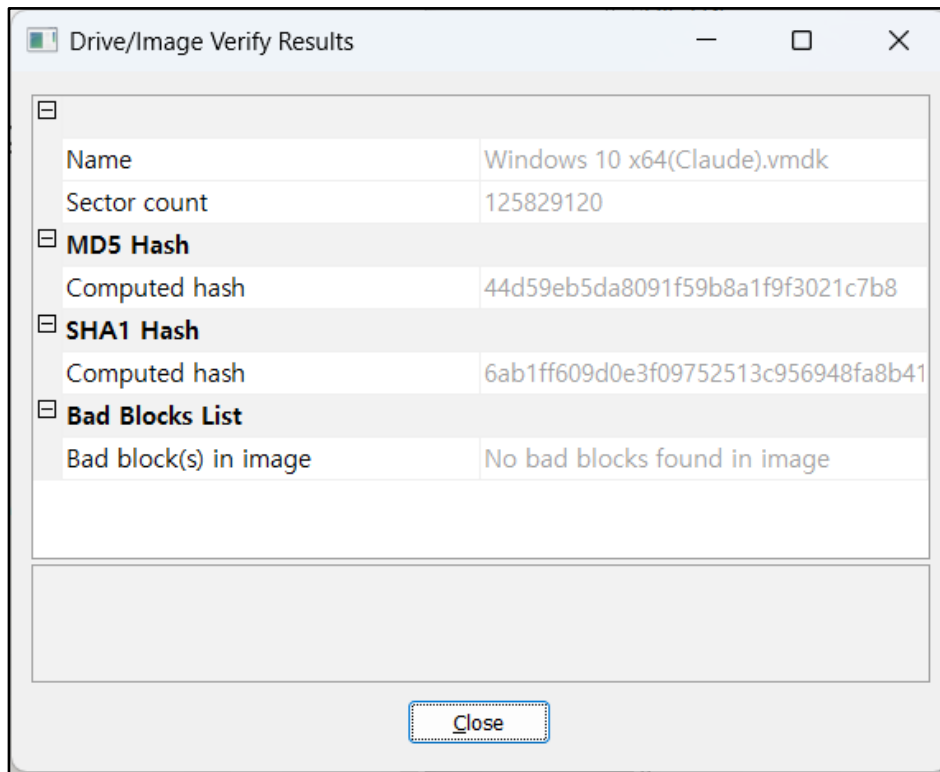 Drive/Image Verify Results
Name Windows 10 x64(Claude).vmdk
Sector count 125829120
MD5 Hash
Computed hash 44d59eb5da8091f59b8a1f9f3021c7b8
SHA1 Hash
Computed hash 6ab1ff609d0e3f09752513c956948fa8b41
Bad Blocks List
Bad block(s) in image No bad blocks found in image
Close